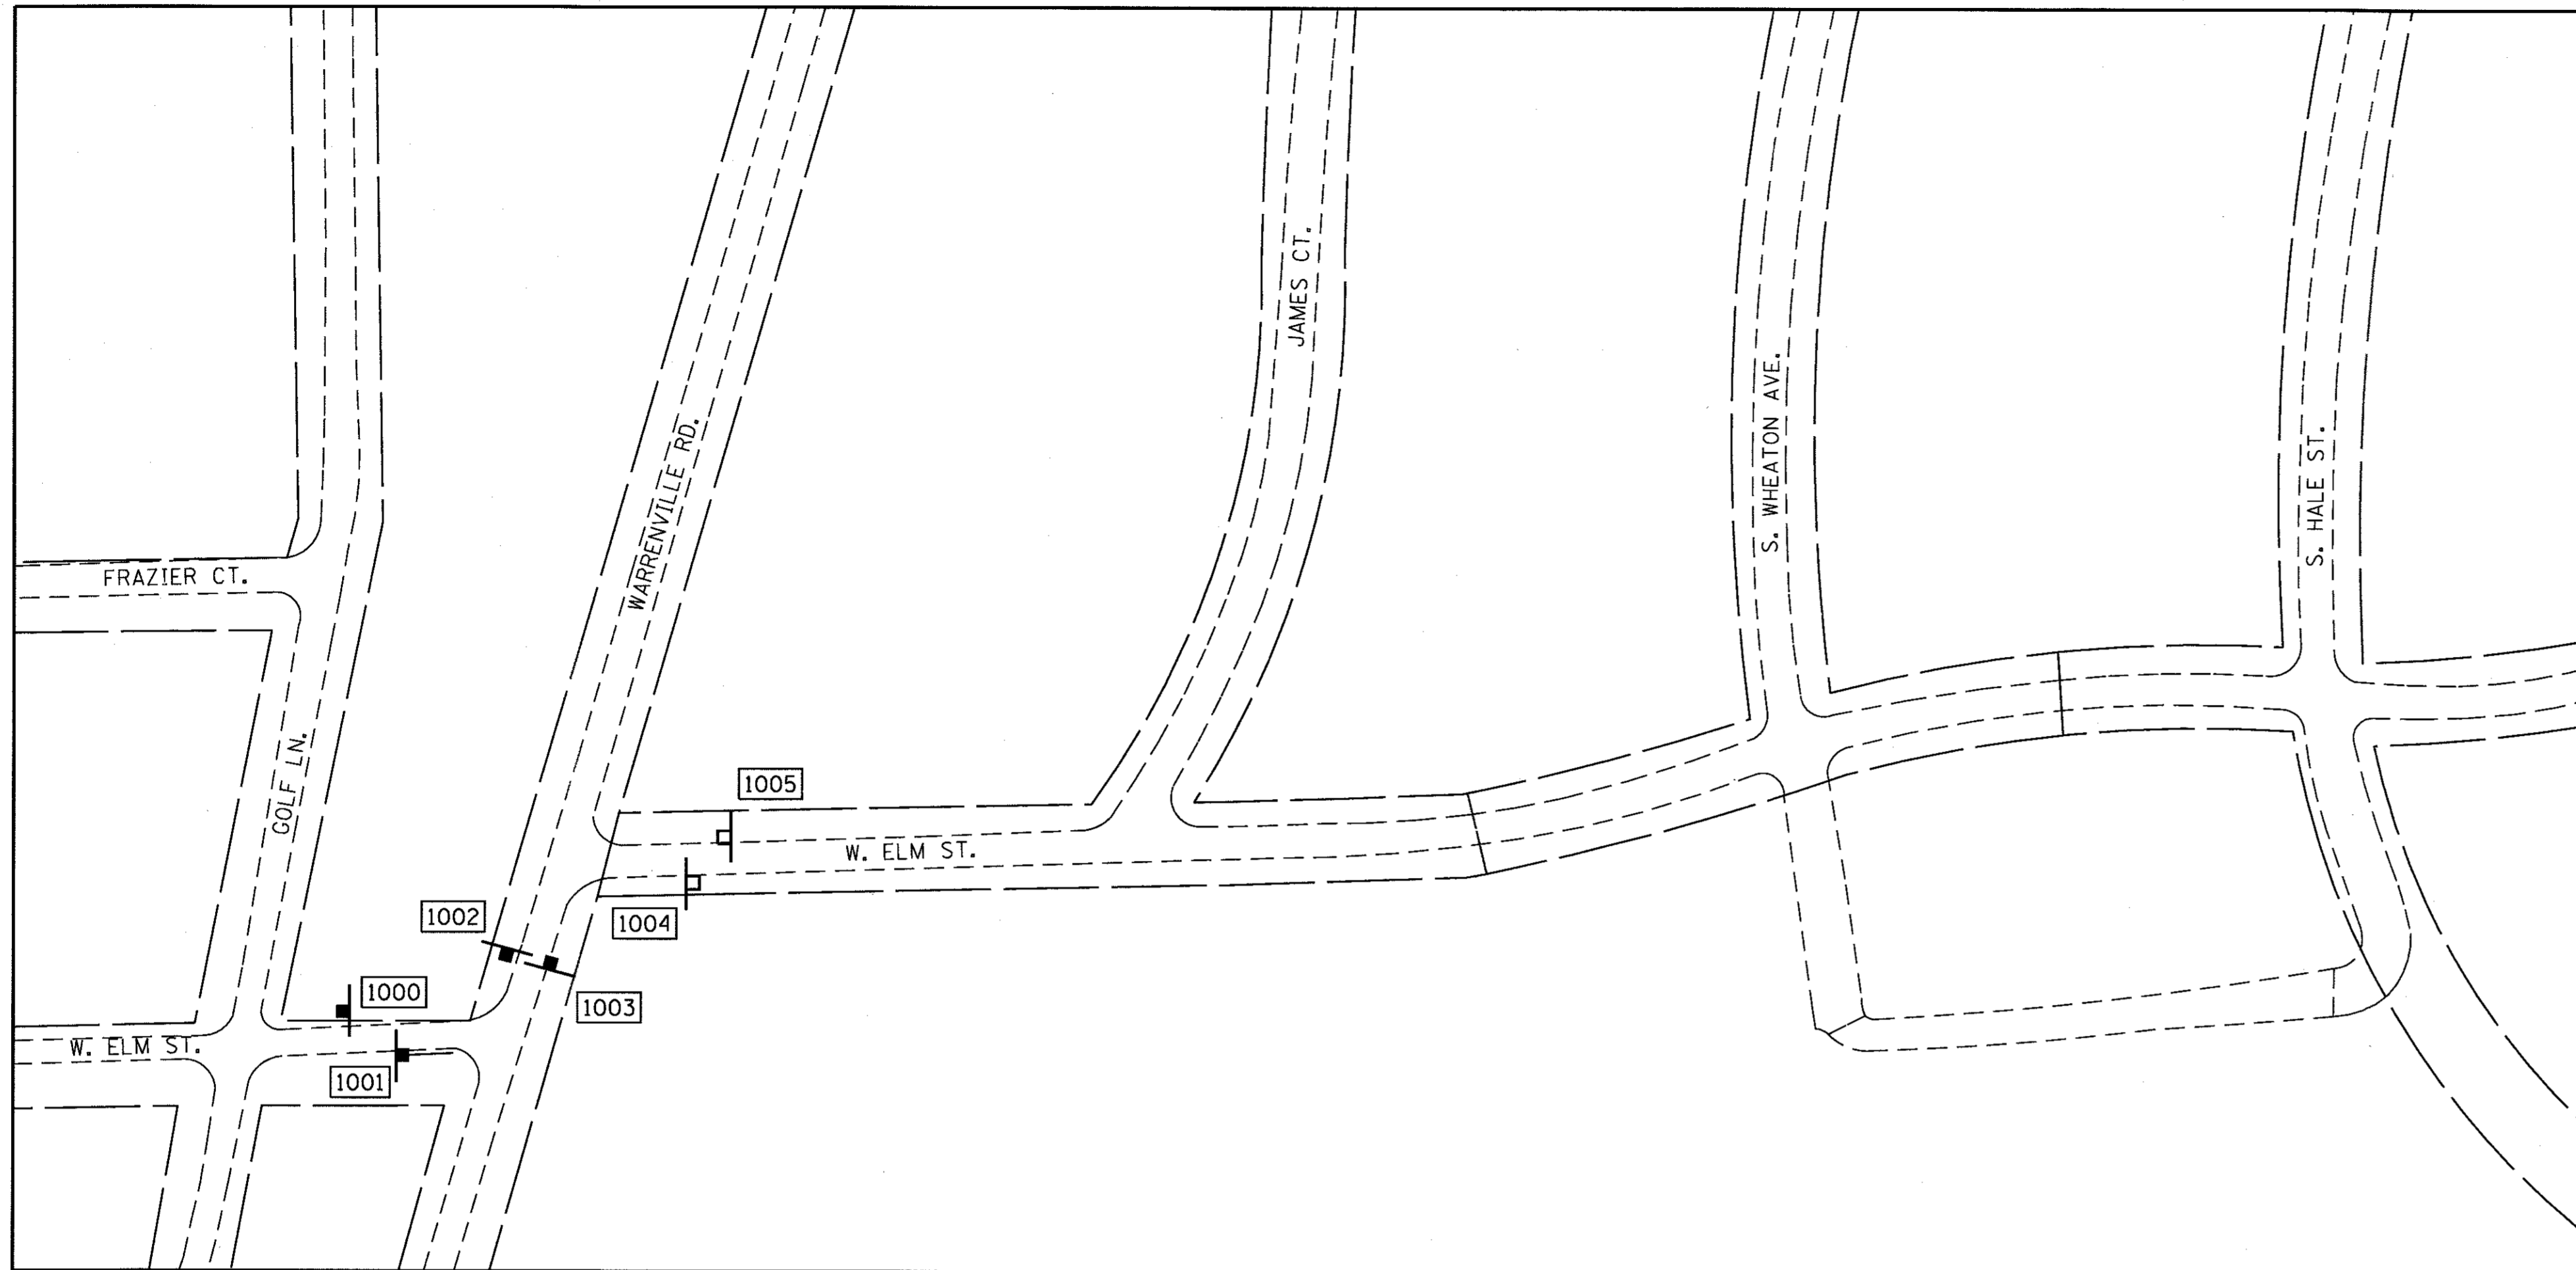 JAMES CT.
S. WHEATON AVE.
WARRENVILLE RD.
S. HALE ST.
FRAZIER CT.
GOLF LN.
1005
W. ELM ST.
1002
1004
1000
1003
W. ELM ST.
1001